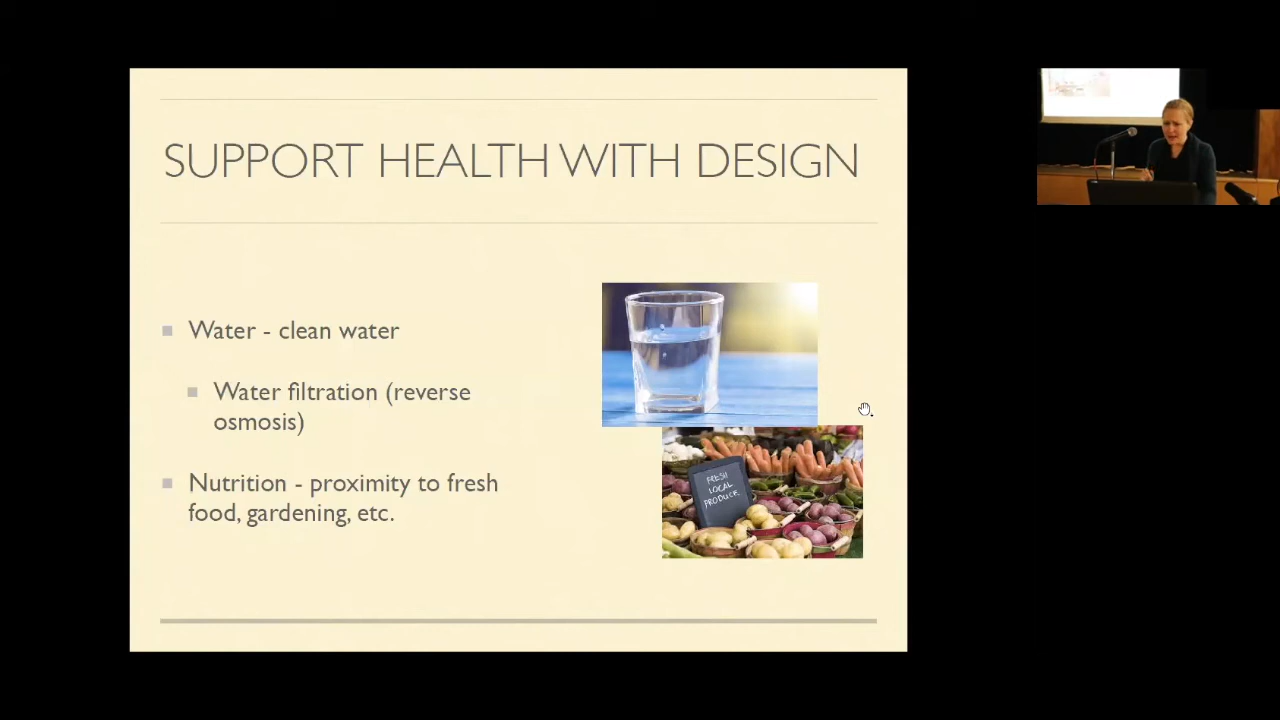 SUPPORT HEALTH WITH DESIGN
Water - clean water
Water filtration (reverse
osmosis)
Nutrition - proximity to fresh
food, gardening, etc.
FRESH
LOCAL
PRODUCE